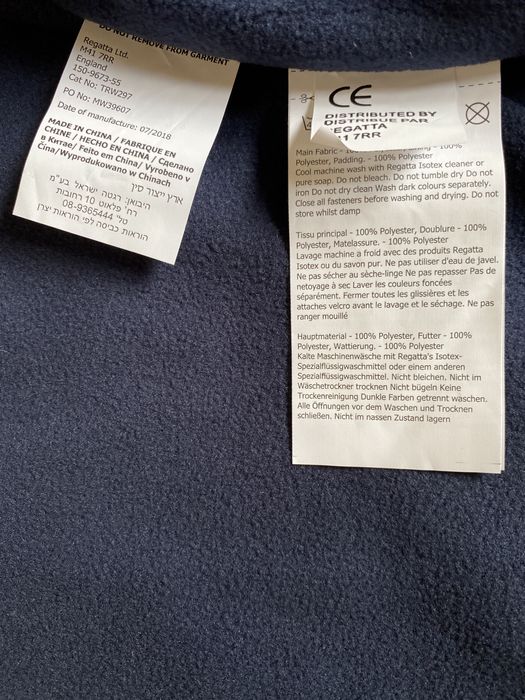 DO NOT REMOVE FROM GARMENT
Regatta Ltd.
M41 7RR
England
150-9673-55
Cat No: TRW297
PO No: MW39607
Date of manufacture: 07/2018
MADE IN CHINA / FABRIQUE EN
CHINE / HECHO EN CHINA / Сделано
в Китае/ Feito em China/ Vyrobeno v
Čína/Wyprodukowano w Chinach
ארץ ייצור סין
היבואן: רגטה ישראל בע"מ
רח' פלאוט 10 רחובות
טל' 08-9365444
הוראות כביסה לפי הוראות יצרן
CE
DISTRIBUTED BY
DISTRIBUE PAR
REGATTA
M41 7RR
Main Fabric - 100%
Polyester, Padding. - 100% Polyester
Cool machine wash with Regatta Isotex cleaner or
pure soap. Do not bleach. Do not tumble dry Do not
iron Do not dry clean Wash dark colours separately.
Close all fasteners before washing and drying. Do not
store whilst damp
Tissu principal - 100% Polyester, Doublure - 100%
Polyester, Matelassure. - 100% Polyester
Lavage machine a froid avec des produits Regatta
Isotex ou du savon pur. Ne pas utiliser d'eau de javel.
Ne pas sécher au sèche-linge Ne pas repasser Pas de
netoyage à sec Laver les couleurs foncées
séparément. Fermer toutes les glissières et les
attaches velcro avant le lavage et le séchage. Ne pas
ranger mouillé
Hauptmaterial - 100% Polyester, Futter - 100%
Polyester, Wattierung. - 100% Polyester
Kalte Maschinenwäsche mit Regatta's Isotex-
Spezialflüssigwaschmittel oder einem anderen
Spezialflüssigwaschmittel. Nicht bleichen. Nicht im
Wäschetrockner trocknen Nicht bügeln Keine
Trockenreinigung Dunkle Farben getrennt waschen.
Alle Öffnungen vor dem Waschen und Trocknen
schließen. Nicht im nassen Zustand lagern